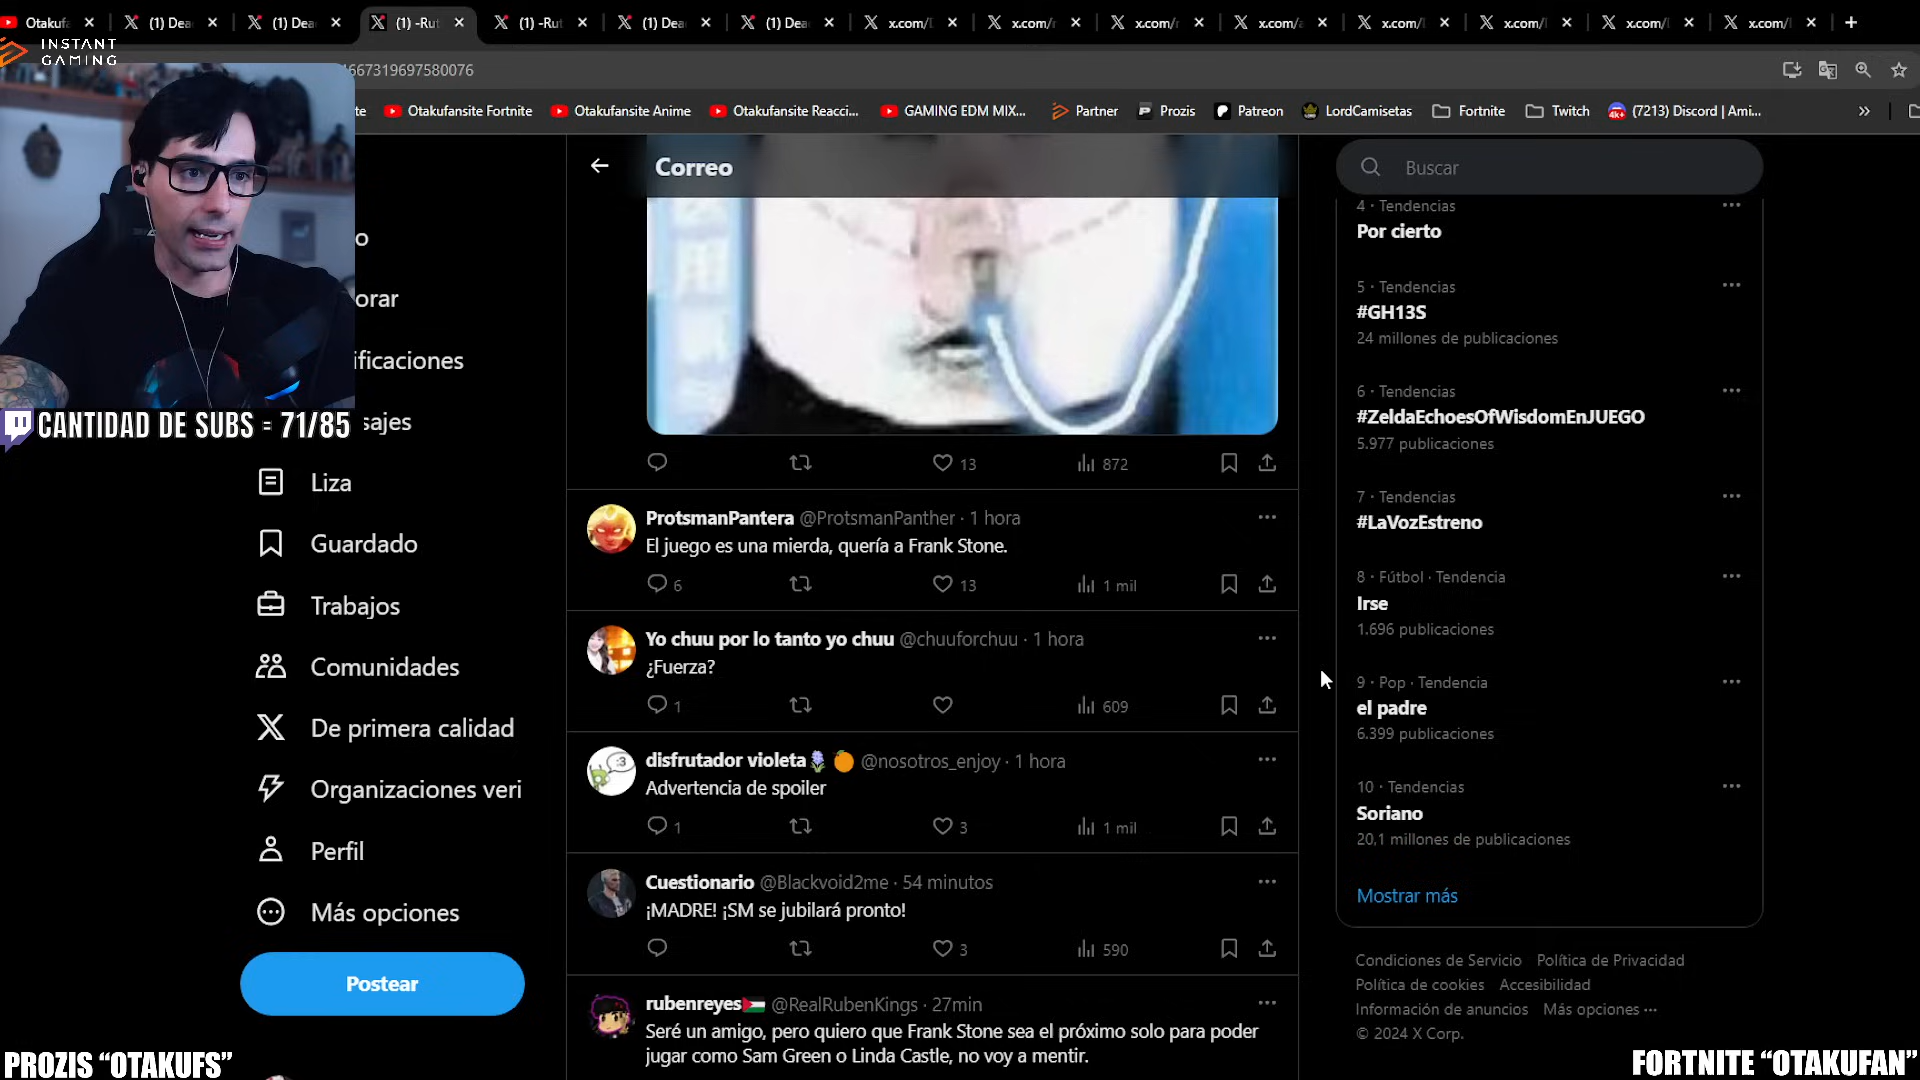 Otakuf
(1) Dea
(1) Dea
(1) -Rut
(1) -Rut
(1) Dea
(1) Dea
x.com/
x.com/r
x.com/r
x.com/a
x.com/l
x.com/l
x.com/l
x.com/l
INSTANT
GAMING
667319697580076
te
Otakufansite Fortnite
Otakufansite Anime
Otakufansite Reacci...
GAMING EDM MIX...
Partner
Prozis
Patreon
LordCamisetas
Fortnite
Twitch
(7213) Discord | Ami...
Correo
Buscar
o
orar
ificaciones
sajes
CANTIDAD DE SUBS = 71/85
Liza
Guardado
Trabajos
Comunidades
De primera calidad
Organizaciones veri
Perfil
Más opciones
Postear
PROZIS “OTAKUFS”
13
872
ProtsmanPantera @ProtsmanPanther · 1 hora
El juego es una mierda, quería a Frank Stone.
6
13
1 mil
Yo chuu por lo tanto yo chuu @chuuforchuu · 1 hora
¿Fuerza?
1
609
disfrutador violeta @nosotros_enjoy · 1 hora
:3
Advertencia de spoiler
1
3
1 mil
Cuestionario @Blackvoid2me · 54 minutos
¡MADRE! ¡SM se jubilará pronto!
3
590
rubenreyes @RealRubenKings · 27min
Seré un amigo, pero quiero que Frank Stone sea el próximo solo para poder
jugar como Sam Green o Linda Castle, no voy a mentir.
4 · Tendencias
Por cierto
5 · Tendencias
#GH13S
24 millones de publicaciones
6 · Tendencias
#ZeldaEchoesOfWisdomEnJUEGO
5.977 publicaciones
7 · Tendencias
#LaVozEstreno
8 · Fútbol · Tendencia
Irse
1.696 publicaciones
9 · Pop · Tendencia
el padre
6.399 publicaciones
10 · Tendencias
Soriano
20,1 millones de publicaciones
Mostrar más
Condiciones de Servicio Política de Privacidad
Política de cookies Accesibilidad
Información de anuncios Más opciones ···
© 2024 X Corp.
FORTNITE “OTAKUFAN”